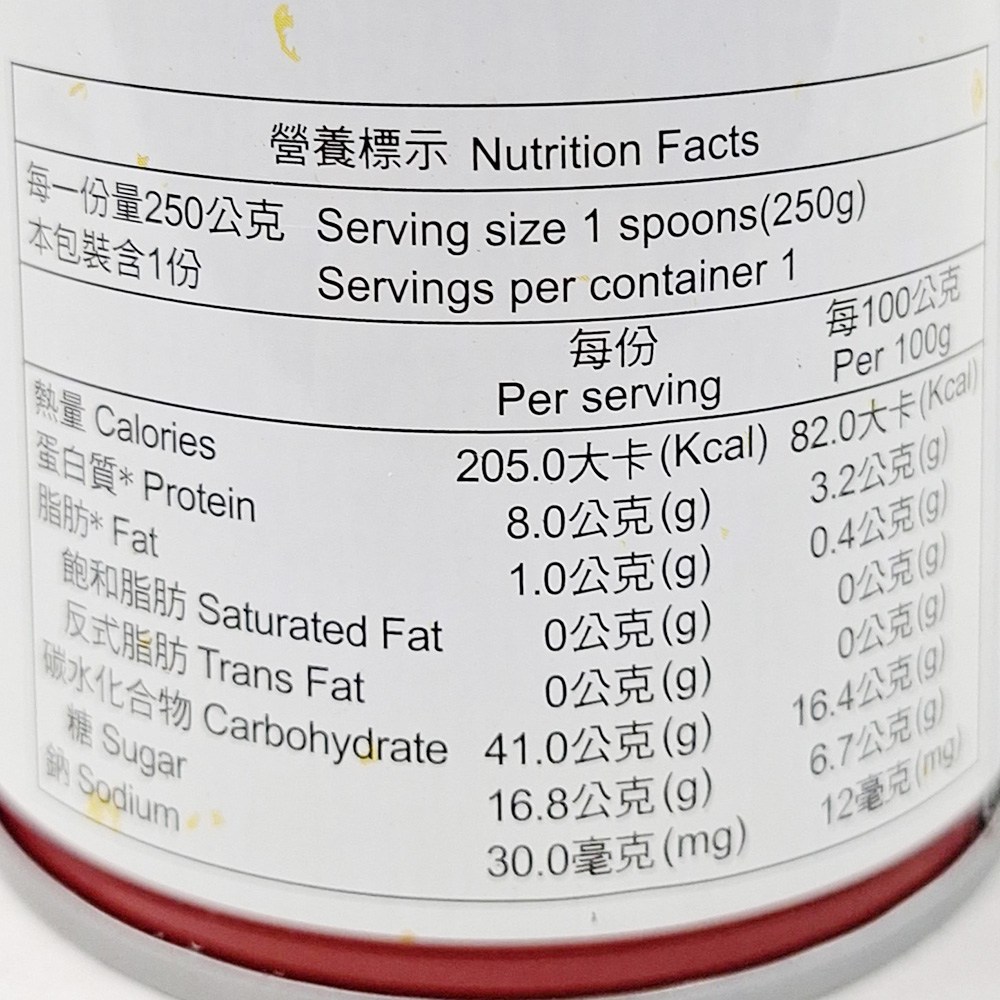 營養標示 Nutrition Facts
每一份量250公克 Serving size 1 spoons(250g)
本包裝含1份 Servings per container 1
每份 每100公克
Per serving Per 100g
熱量 Calories 205.0大卡(Kcal) 82.0大卡(Kcal)
蛋白質* Protein 8.0公克(g) 3.2公克(g)
脂肪* Fat 1.0公克(g) 0.4公克(g)
飽和脂肪 Saturated Fat 0公克(g) 0公克(g)
反式脂肪 Trans Fat 0公克(g) 0公克(g)
碳水化合物 Carbohydrate 41.0公克(g) 16.4公克(g)
糖 Sugar 16.8公克(g) 6.7公克(g)
鈉 Sodium 30.0毫克(mg) 12毫克(mg)